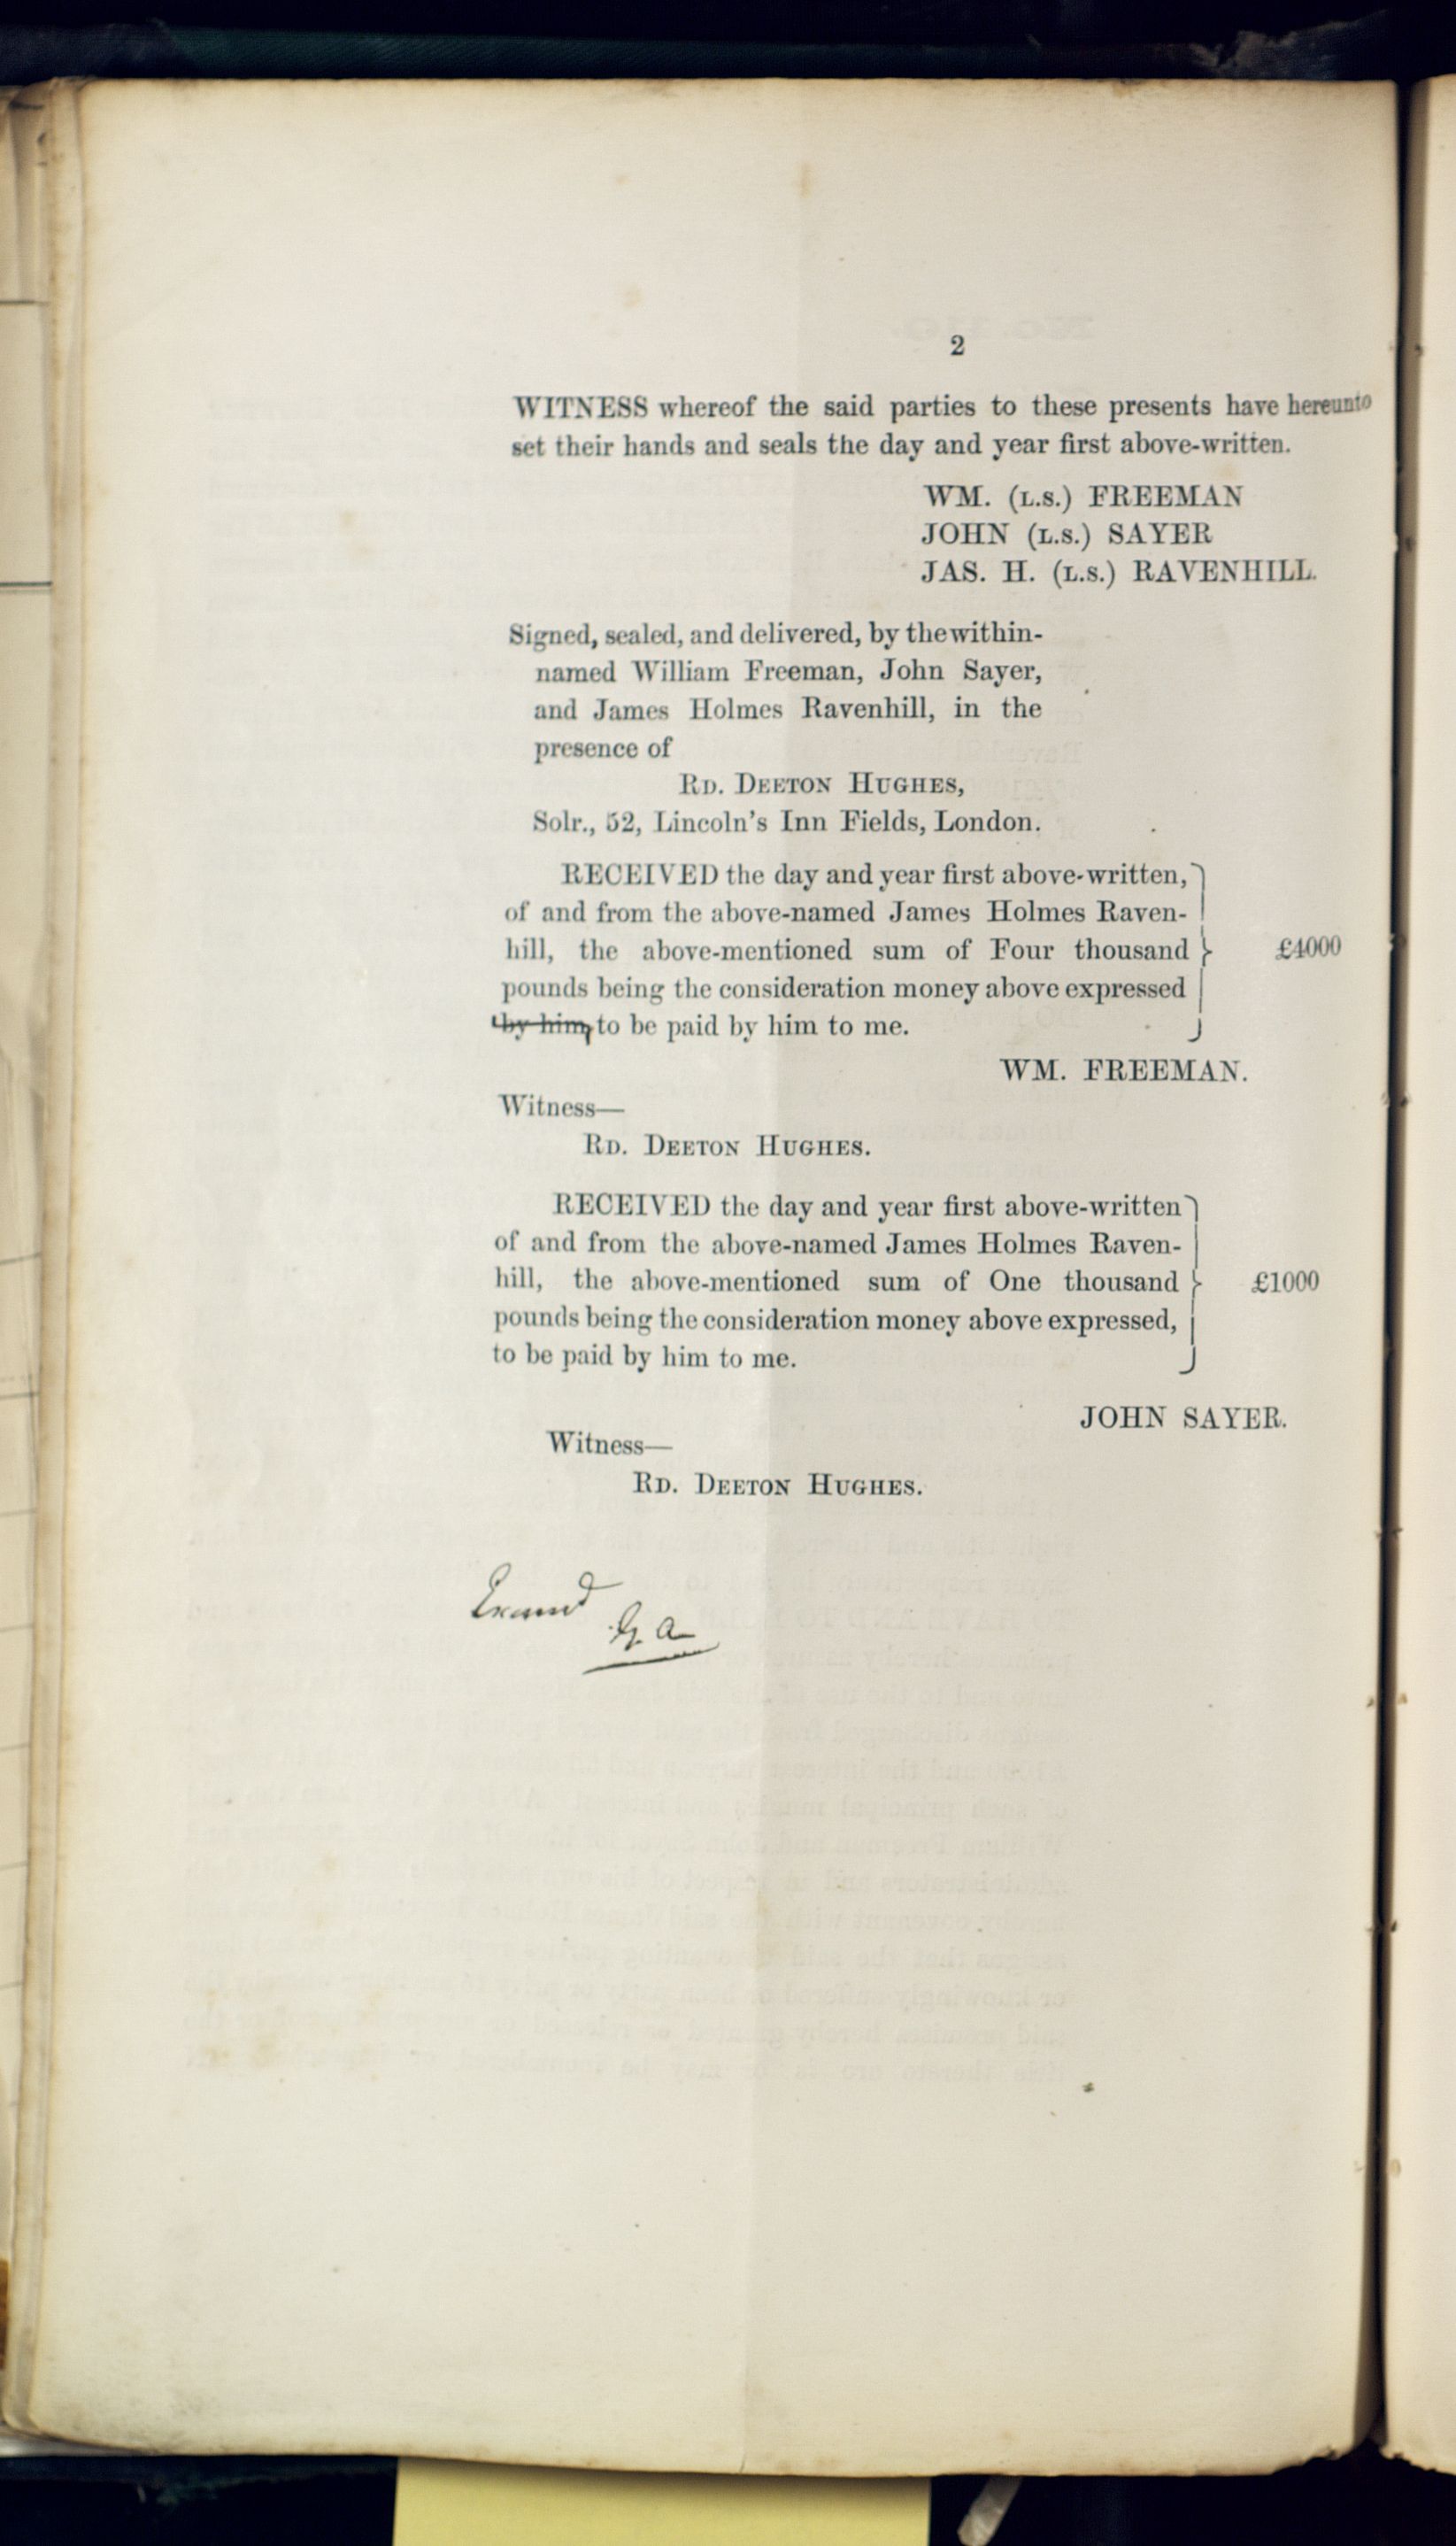 2
WITNESS whereof the said parties to these presents have hereunto
set their hands and seals the day and year first above-written.
WM. (L.S.) FREEMAN
JOHN (L.S.) SAYER
JAS. H. (L.S.) RAVENHILL.
Signed, sealed, and delivered, by the within-
named William Freeman, John Sayer,
and James Holmes Ravenhill, in the
presence of
RD. DEETON HUGHES,
Solr., 52, Lincoln's Inn Fields, London.
RECEIVED the day and year first above-written,
of and from the above-named James Holmes Raven-
hill, the above-mentioned sum of Four thousand £4000
pounds being the consideration money above expressed
by him to be paid by him to me.
WM. FREEMAN.
Witness—
RD. DEETON HUGHES.
RECEIVED the day and year first above-written
of and from the above-named James Holmes Raven-
hill, the above-mentioned sum of One thousand £1000
pounds being the consideration money above expressed,
to be paid by him to me.
JOHN SAYER.
Witness—
RD. DEETON HUGHES.